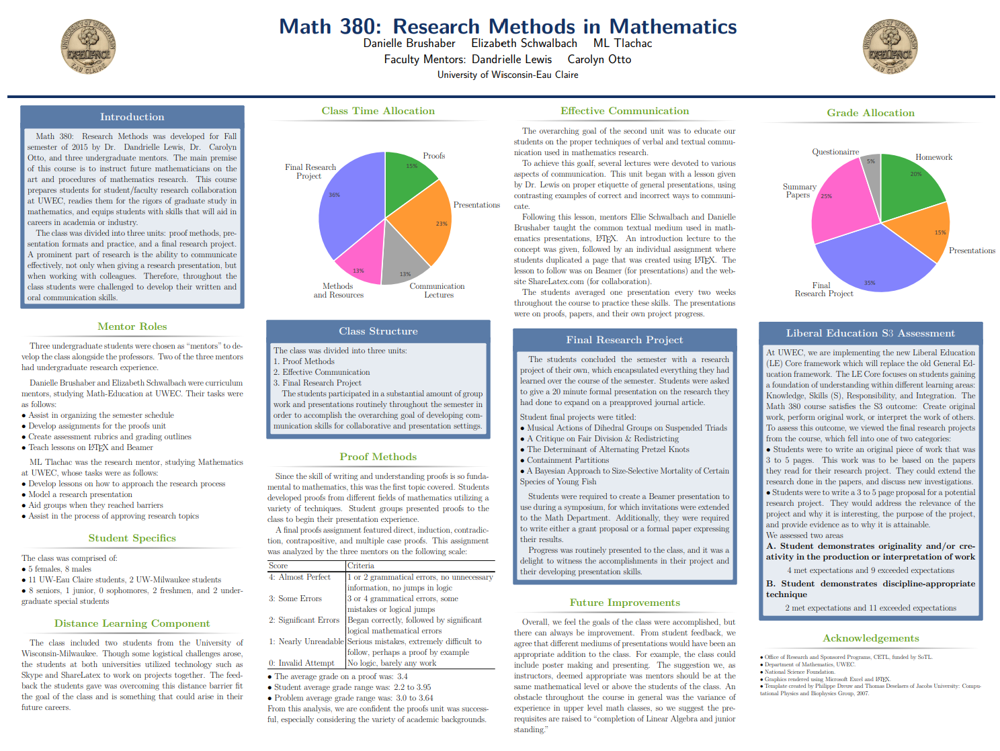 Math 380: Research Methods in Mathematics
Danielle Brushaber Elizabeth Schwalbach ML Tlachac
Faculty Mentors: Dandrielle Lewis Carolyn Otto
University of Wisconsin-Eau Claire
UNIVERSITY OF WISCONSIN
EXCELLENCE
EAU CLAIRE
UNIVERSITY OF WISCONSIN
EXCELLENCE
EAU CLAIRE
Introduction
Math 380: Research Methods was developed for Fall
semester of 2015 by Dr. Dandrielle Lewis, Dr. Carolyn
Otto, and three undergraduate mentors. The main premise
of this course is to instruct future mathematicians on the
art and procedures of mathematics research. This course
prepares students for student/faculty research collaboration
at UWEC, readies them for the rigors of graduate study in
mathematics, and equips students with skills that will aid in
careers in academia or industry.
The class was divided into three units: proof methods, pre-
sentation formats and practice, and a final research project.
A prominent part of research is the ability to communicate
effectively, not only when giving a research presentation, but
when working with colleagues. Therefore, throughout the
class students were challenged to develop their written and
oral communication skills.
Mentor Roles
Three undergraduate students were chosen as “mentors” to de-
velop the class alongside the professors. Two of the three mentors
had undergraduate research experience.
Danielle Brushaber and Elizabeth Schwalbach were curriculum
mentors, studying Math-Education at UWEC. Their tasks were
as follows:
• Assist in organizing the semester schedule
• Develop assignments for the proofs unit
• Create assessment rubrics and grading outlines
• Teach lessons on LATEX and Beamer
ML Tlachac was the research mentor, studying Mathematics
at UWEC, whose tasks were as follows:
• Develop lessons on how to approach the research process
• Model a research presentation
• Aid groups when they reached barriers
• Assist in the process of approving research topics
Student Specifics
The class was comprised of:
• 5 females, 8 males
• 11 UW-Eau Claire students, 2 UW-Milwaukee students
• 8 seniors, 1 junior, 0 sophomores, 2 freshmen, and 2 under-
graduate special students
Distance Learning Component
The class included two students from the University of
Wisconsin-Milwaukee. Though some logistical challenges arose,
the students at both universities utilized technology such as
Skype and ShareLatex to work on projects together. The feed-
back the students gave was overcoming this distance barrier fit
the goal of the class and is something that could arise in their
future careers.
Class Time Allocation
Proofs
15%
Presentations
23%
Communication
Lectures
13%
Methods
and Resources
13%
Final Research
Project
36%
Class Structure
The class was divided into three units:
1. Proof Methods
2. Effective Communication
3. Final Research Project
The students participated in a substantial amount of group
work and presentations routinely throughout the semester in
order to accomplish the overarching goal of developing com-
munication skills for collaborative and presentation settings.
Proof Methods
Since the skill of writing and understanding proofs is so funda-
mental to mathematics, this was the first topic covered. Students
developed proofs from different fields of mathematics utilizing a
variety of techniques. Student groups presented proofs to the
class to begin their presentation experience.
A final proofs assignment featured direct, induction, contradic-
tion, contrapositive, and multiple case proofs. This assignment
was analyzed by the three mentors on the following scale:
Score Criteria
4: Almost Perfect 1 or 2 grammatical errors, no unnecessary
information, no jumps in logic
3: Some Errors 3 or 4 grammatical errors, some
mistakes or logical jumps
2: Significant Errors Began correctly, followed by significant
logical mathematical errors
1: Nearly Unreadable Serious mistakes, extremely difficult to
follow, perhaps a proof by example
0: Invalid Attempt No logic, barely any work
• The average grade on a proof was: 3.4
• Student average grade range was: 2.2 to 3.95
• Problem average grade range was: 3.0 to 3.64
From this analysis, we are confident the proofs unit was success-
ful, especially considering the variety of academic backgrounds.
Effective Communication
The overarching goal of the second unit was to educate our
students on the proper techniques of verbal and textual commu-
nication used in mathematics research.
To achieve this goalf, several lectures were devoted to various
aspects of communication. This unit began with a lesson given
by Dr. Lewis on proper etiquette of general presentations, using
contrasting examples of correct and incorrect ways to communi-
cate.
Following this lesson, mentors Ellie Schwalbach and Danielle
Brushaber taught the common textual medium used in math-
ematics presentations, LATEX. An introduction lecture to the
concept was given, followed by an individual assignment where
students duplicated a page that was created using LATEX. The
lesson to follow was on Beamer (for presentations) and the web-
site ShareLatex.com (for collaboration).
The students averaged one presentation every two weeks
throughout the course to practice these skills. The presentations
were on proofs, papers, and their own project progress.
Final Research Project
The students concluded the semester with a research
project of their own, which encapsulated everything they had
learned over the course of the semester. Students were asked
to give a 20 minute formal presentation on the research they
had done to expand on a preapproved journal article.
Student final projects were titled:
• Musical Actions of Dihedral Groups on Suspended Triads
• A Critique on Fair Division & Redistricting
• The Determinant of Alternating Pretzel Knots
• Containment Partitions
• A Bayesian Approach to Size-Selective Mortality of Certain
Species of Young Fish
Students were required to create a Beamer presentation to
use during a symposium, for which invitations were extended
to the Math Department. Additionally, they were required
to write either a grant proposal or a formal paper expressing
their results.
Progress was routinely presented to the class, and it was a
delight to witness the accomplishments in their project and
their developing presentation skills.
Future Improvements
Overall, we feel the goals of the class were accomplished, but
there can always be improvement. From student feedback, we
agree that different mediums of presentations would have been an
appropriate addition to the class. For example, the class could
include poster making and presenting. The suggestion we, as
instructors, deemed appropriate was mentors should be at the
same mathematical level or above the students of the class. An
obstacle throughout the course in general was the variance of
experience in upper level math classes, so we suggest the pre-
requisites are raised to “completion of Linear Algebra and junior
standing.”
Grade Allocation
Questionairre
5%
Homework
20%
Presentations
15%
Final
Research Project
35%
Summary
Papers
25%
Liberal Education S3 Assessment
At UWEC, we are implementing the new Liberal Education
(LE) Core framework which will replace the old General Ed-
ucation framework. The LE Core focuses on students gaining
a foundation of understanding within different learning areas:
Knowledge, Skills (S), Responsibility, and Integration. The
Math 380 course satisfies the S3 outcome: Create original
work, perform original work, or interpret the work of others.
To assess this outcome, we viewed the final research projects
from the course, which fell into one of two categories:
• Students were to write an original piece of work that was
3 to 5 pages. This work was to be based on the papers
they read for their research project. They could extend the
research done in the papers, and discuss new investigations.
• Students were to write a 3 to 5 page proposal for a potential
research project. They would address the relevance of the
project and why it is interesting, the purpose of the project,
and provide evidence as to why it is attainable.
We assessed two areas
A. Student demonstrates originality and/or cre-
ativity in the production or interpretation of work
4 met expectations and 9 exceeded expectations
B. Student demonstrates discipline-appropriate
technique
2 met expectations and 11 exceeded expectations
Acknowledgements
• Office of Research and Sponsored Programs, CETL, funded by SoTL.
• Department of Mathematics, UWEC.
• National Science Foundation.
• Graphics rendered using Microsoft Excel and LATEX.
• Template created by Philippe Dreuw and Thomas Deselaers of Jacobs University: Compu-
tational Physics and Biophysics Group, 2007.